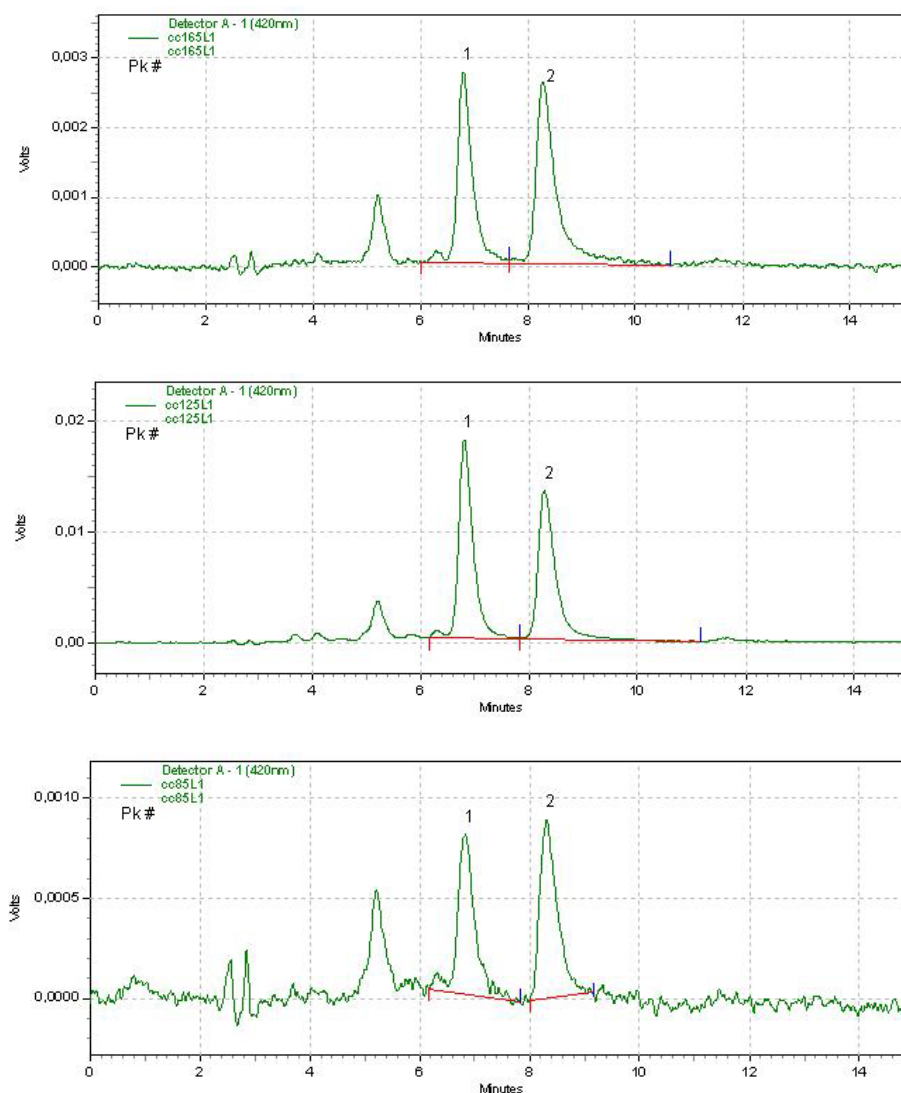 Detector A - 1 (420nm)
cc165L1
cc165L1
Pk #
1
2
0,003
0,002
0,001
0,000
Volts
0 2 4 6 8 10 12 14
Minutes
Detector A - 1 (420nm)
cc125L1
cc125L1
Pk #
1
2
0,02
0,01
0,00
Volts
0 2 4 6 8 10 12 14
Minutes
Detector A - 1 (420nm)
cc85L1
cc85L1
Pk #
1
2
0,0010
0,0005
0,0000
Volts
0 2 4 6 8 10 12 14
Minutes